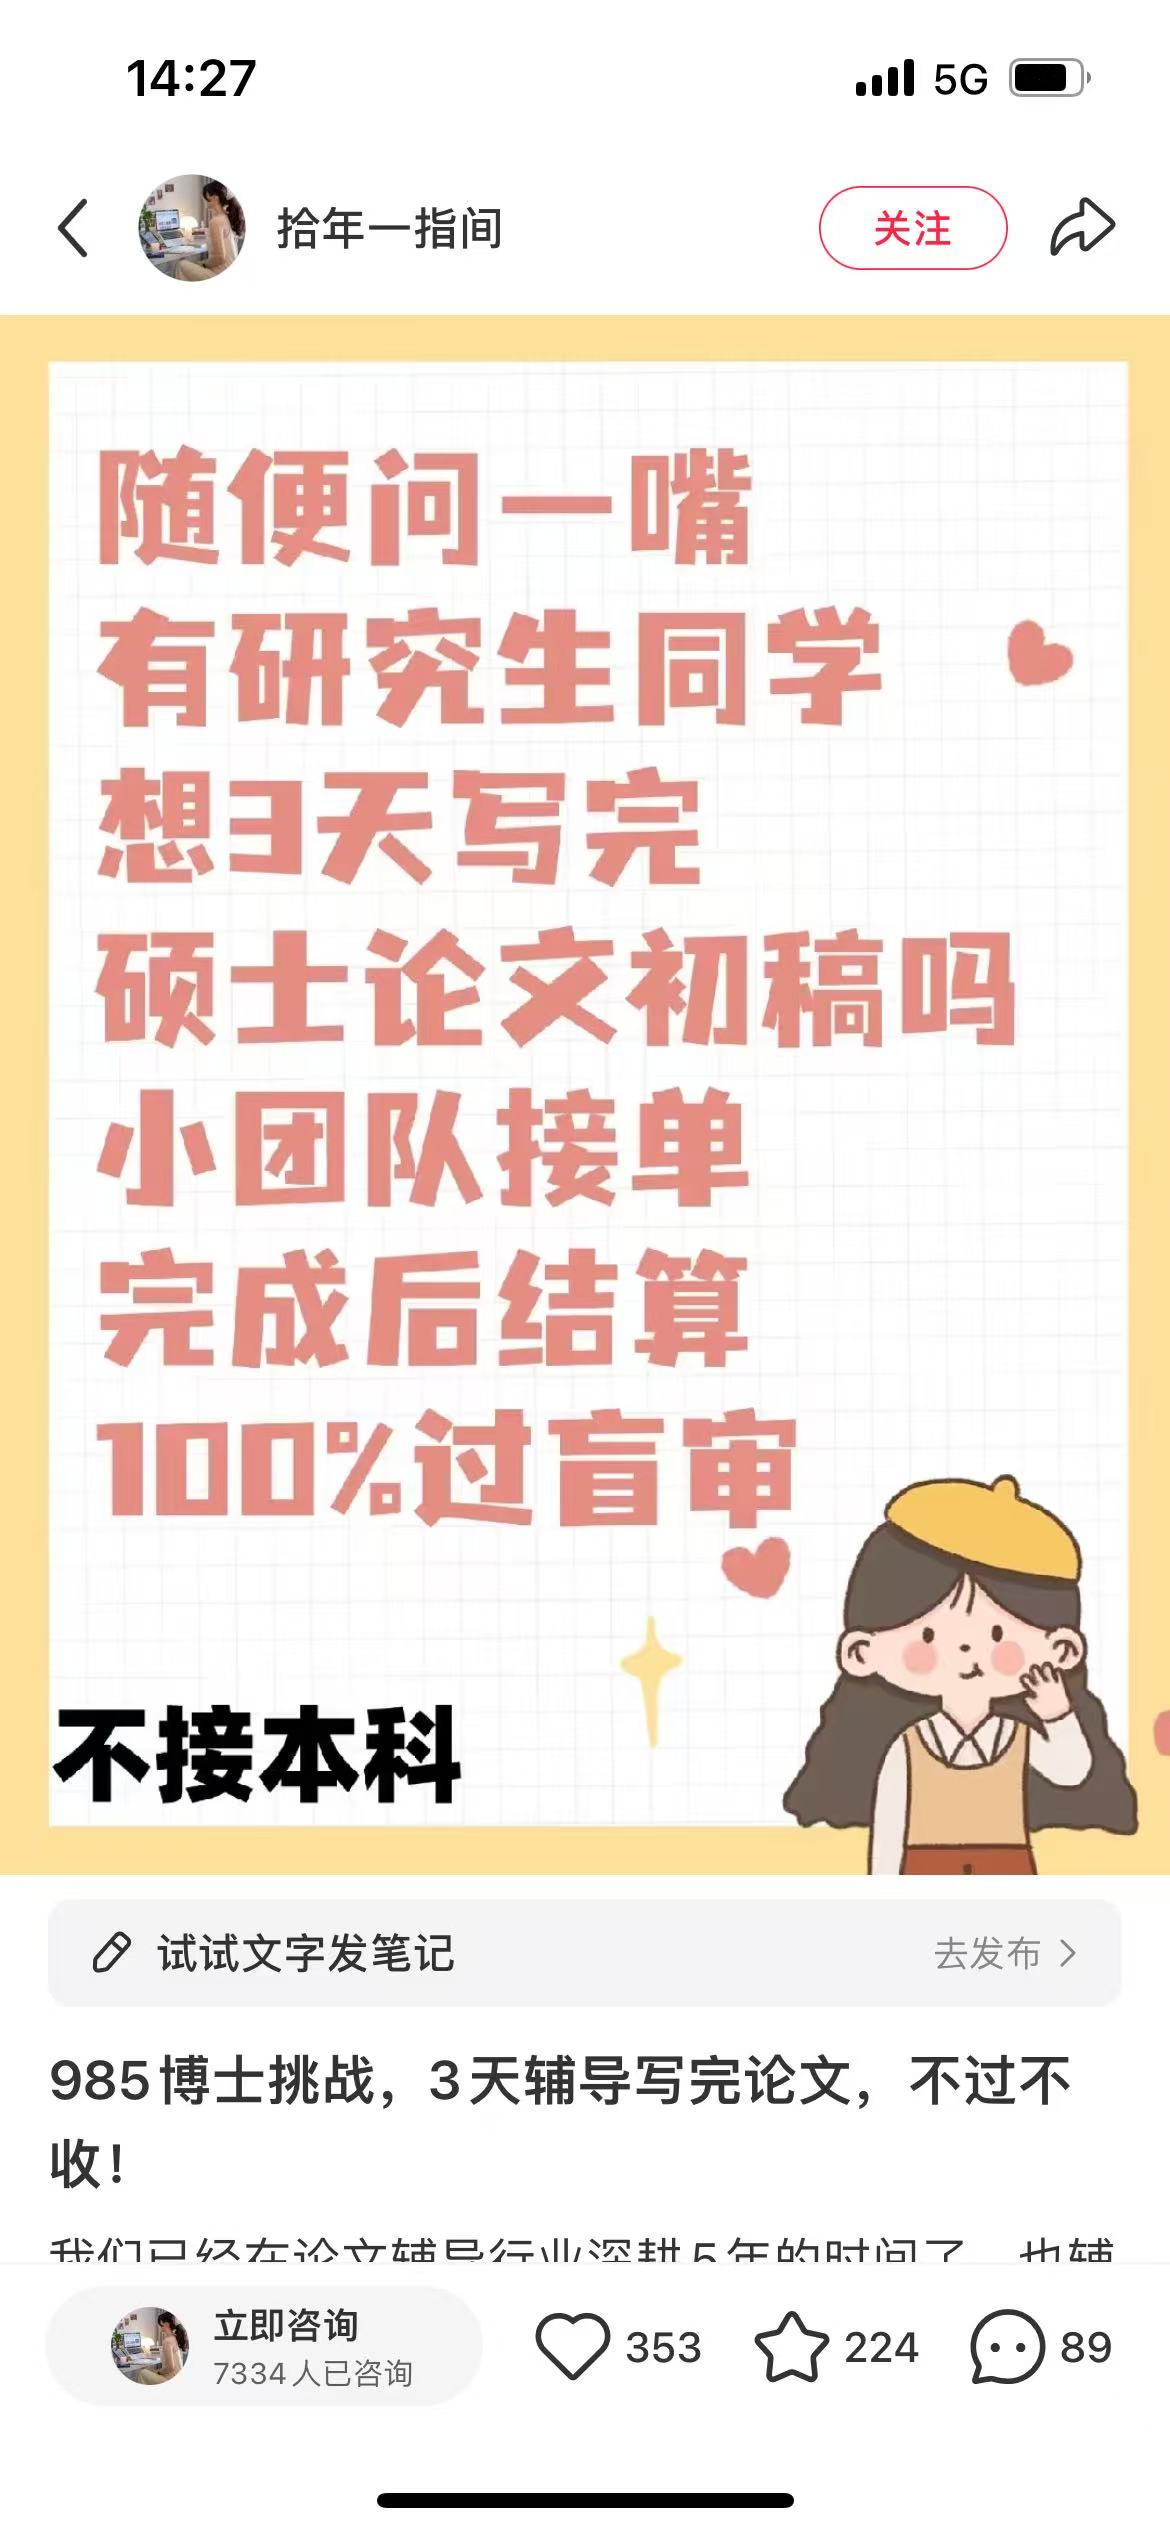 14:27
5G
拾年一指间
关注
随便问一嘴
有研究生同学
想3天写完
硕士论文初稿吗
小团队接单
完成后结算
100%过盲审
不接本科
试试文字发笔记
去发布
985博士挑战，3天辅导写完论文，不过不
收！
我们已经在论文辅导行业深耕5年的时间了，也辅
立即咨询
7334人已咨询
353
224
89